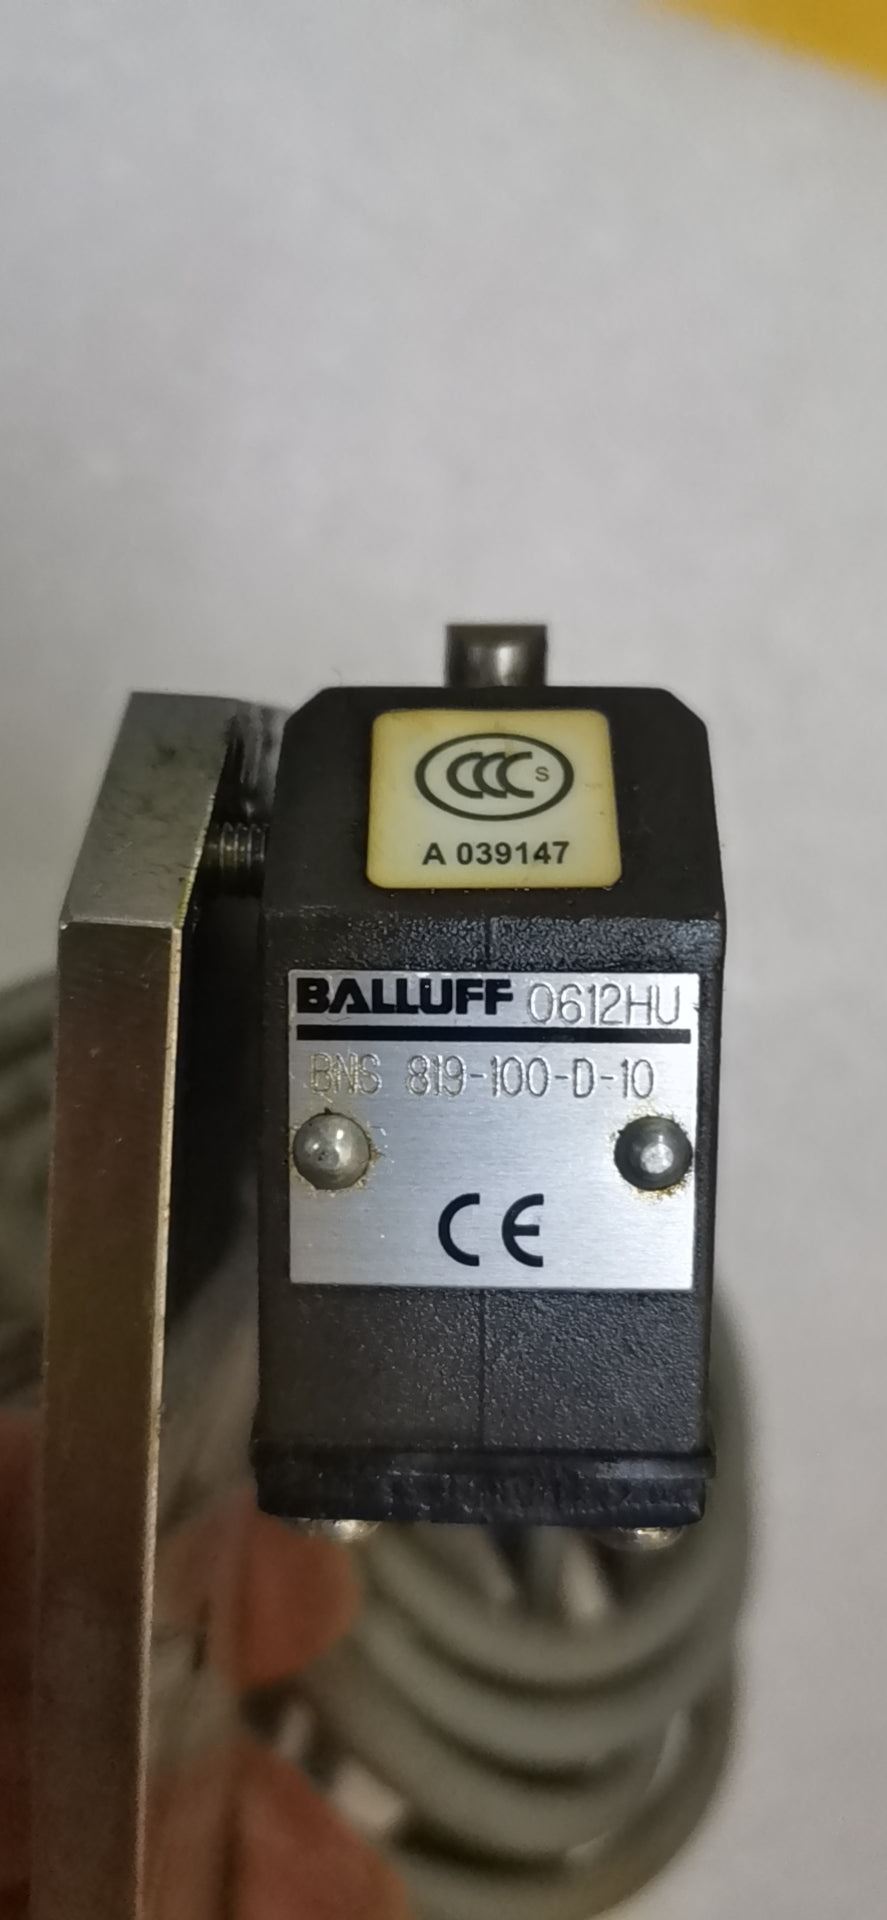 CCC S
A 039147
BALLUFF 0612HU
BNS 819-100-D-10
CE